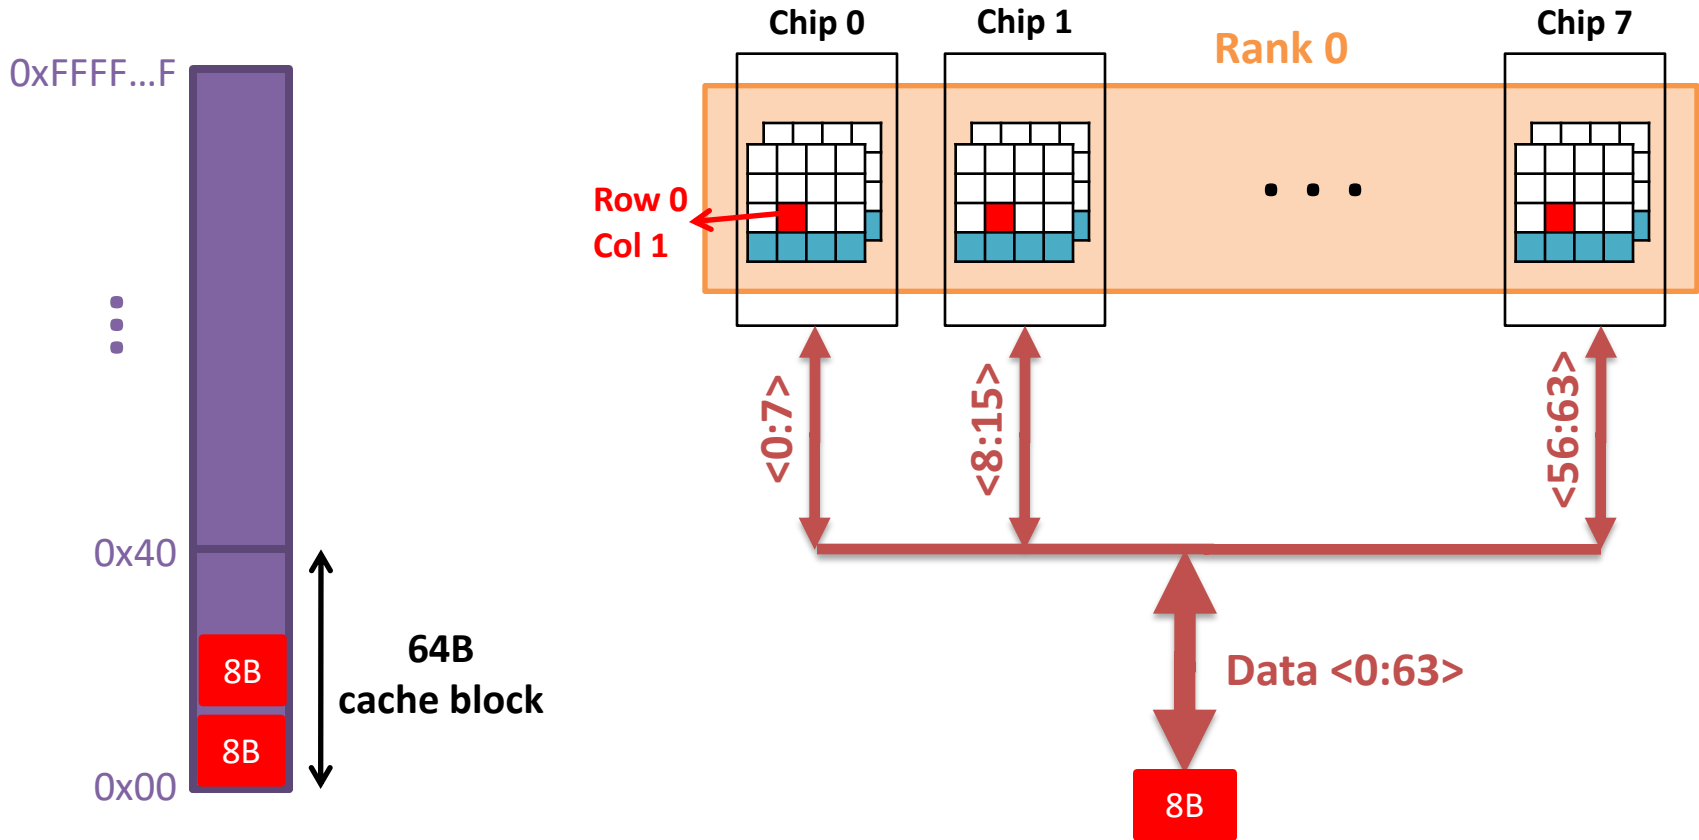 0xFFFF...F
0x40
0x00
8B
8B
64B
cache block
Chip 0
Chip 1
Chip 7
Rank 0
Row 0
Col 1
<0:7>
<8:15>
<56:63>
Data <0:63>
8B